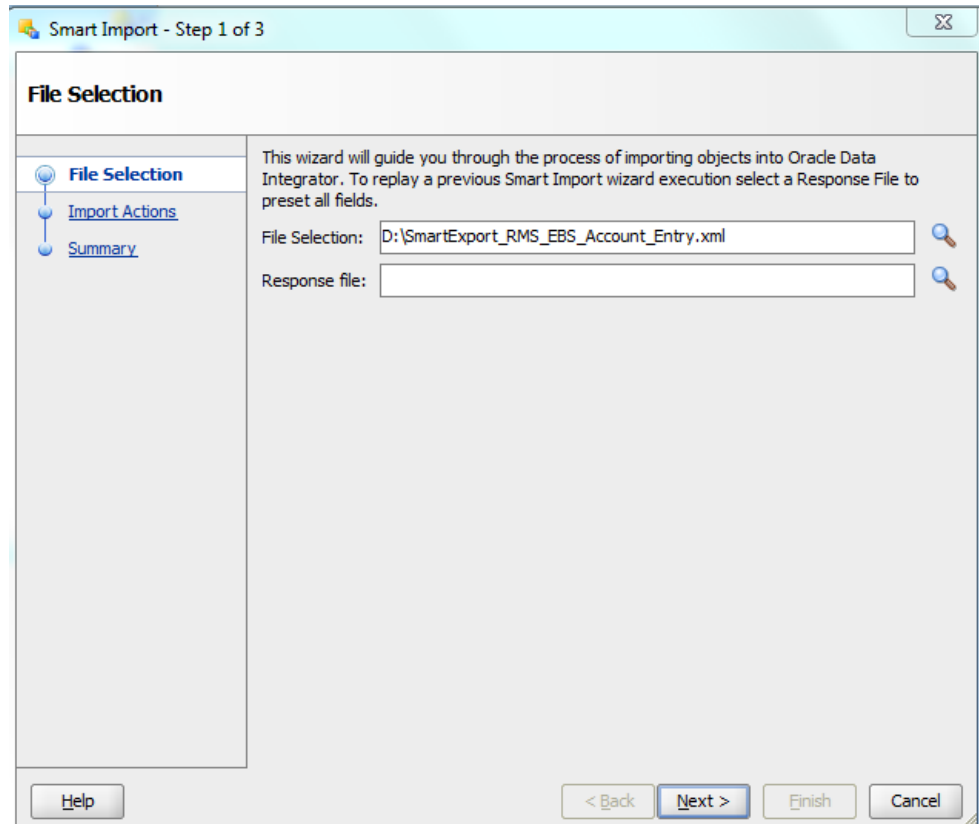 Smart Import - Step 1 of 3
File Selection
File Selection
Import Actions
Summary
This wizard will guide you through the process of importing objects into Oracle Data
Integrator. To replay a previous Smart Import wizard execution select a Response File to
preset all fields.
File Selection: D:\SmartExport_RMS_EBS_Account_Entry.xml
Response file:
Help
< Back
Next >
Finish
Cancel